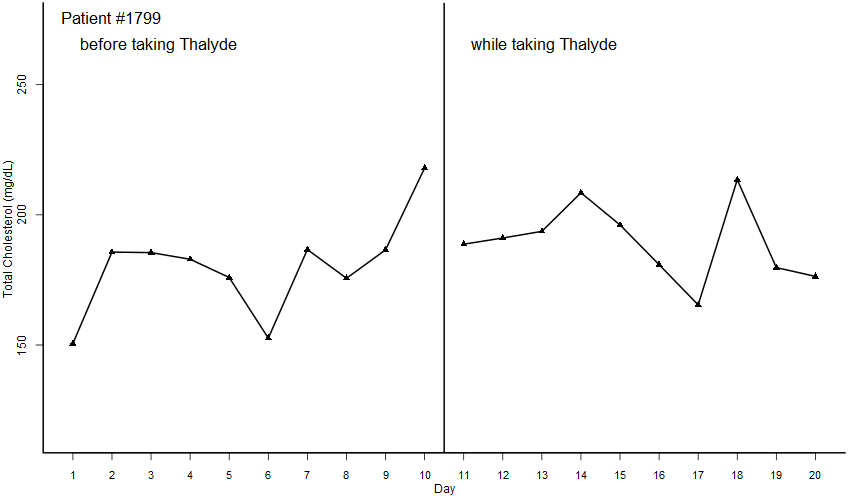 Patient #1799
before taking Thalyde
while taking Thalyde
Total Cholesterol (mg/dL)
250
200
150
1 2 3 4 5 6 7 8 9 10 11 12 13 14 15 16 17 18 19 20
Day